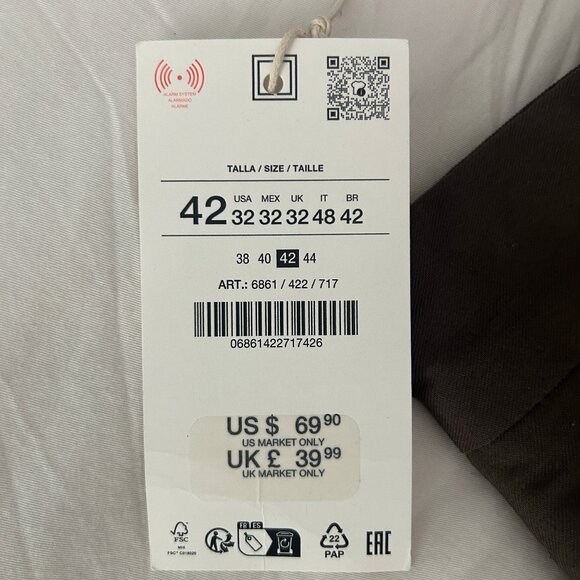 ALARM SYSTEM
ALARMADO
ALARME
TALLA / SIZE / TAILLE
42 USA 32 MEX 32 UK 32 IT 48 BR 42
38 40 42 44
ART.: 6861 / 422 / 717
06861422717426
US $ 69.90
US MARKET ONLY
UK £ 39.99
UK MARKET ONLY
FSC
MIX
FR ES
22
PAP
EAC